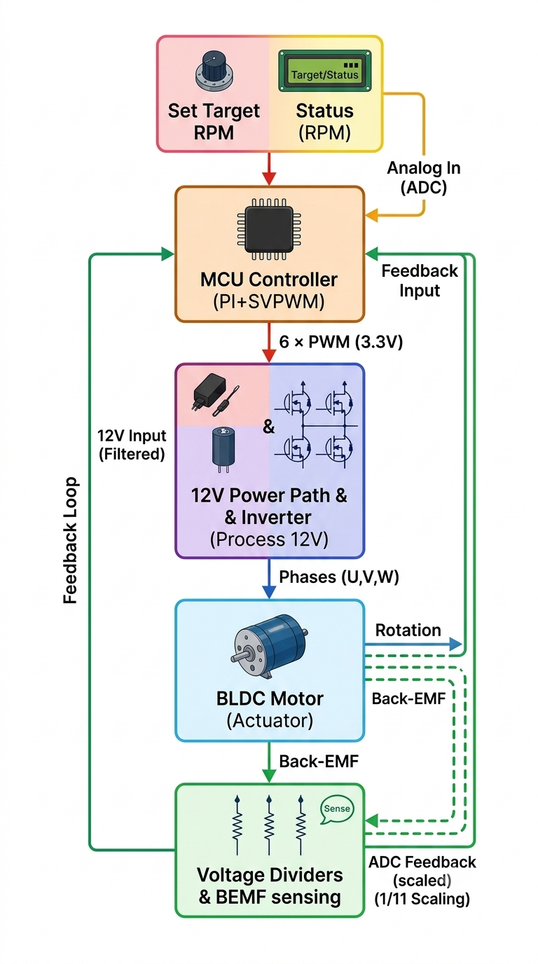 Target/Status
Set Target
RPM
Status
(RPM)
Analog In
(ADC)
MCU Controller
(PI+SVPWM)
Feedback
Input
6 × PWM (3.3V)
12V Input
(Filtered)
&
12V Power Path &
& Inverter
(Process 12V)
Feedback Loop
Phases (U,V,W)
Rotation
BLDC Motor
(Actuator)
Back-EMF
Back-EMF
Sense
Voltage Dividers
& BEMF sensing
ADC Feedback
(scaled)
(1/11 Scaling)